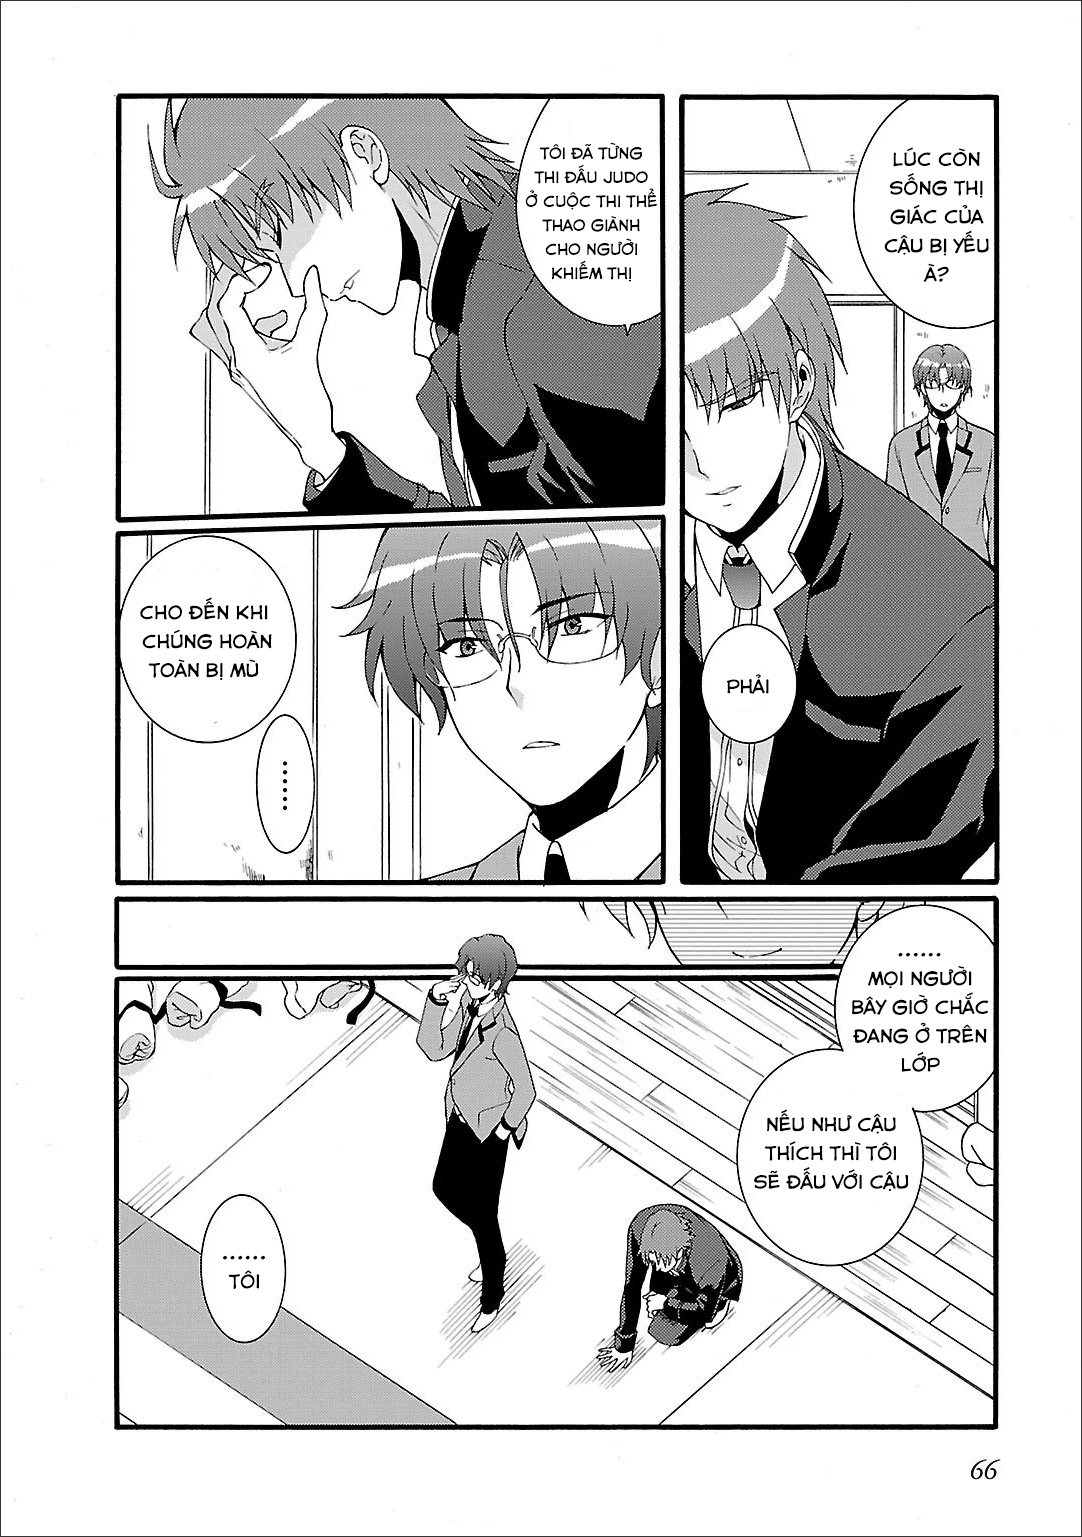 LÚC CÒN
SỐNG THỊ
GIÁC CỦA
CẬU BỊ YẾU
À?
PHẢI
TÔI ĐÃ TỪNG
THI ĐẤU JUDO
Ở CUỘC THI THỂ
THAO GIÀNH
CHO NGƯỜI
KHIẾM THỊ
CHO ĐẾN KHI
CHÚNG HOÀN
TOÀN BỊ MÙ
......
......
MỌI NGƯỜI
BÂY GIỜ CHẮC
ĐANG Ở TRÊN
LỚP
NẾU NHƯ CẬU
THÍCH THÌ TÔI
SẼ ĐẤU VỚI CẬU
......
TÔI
66